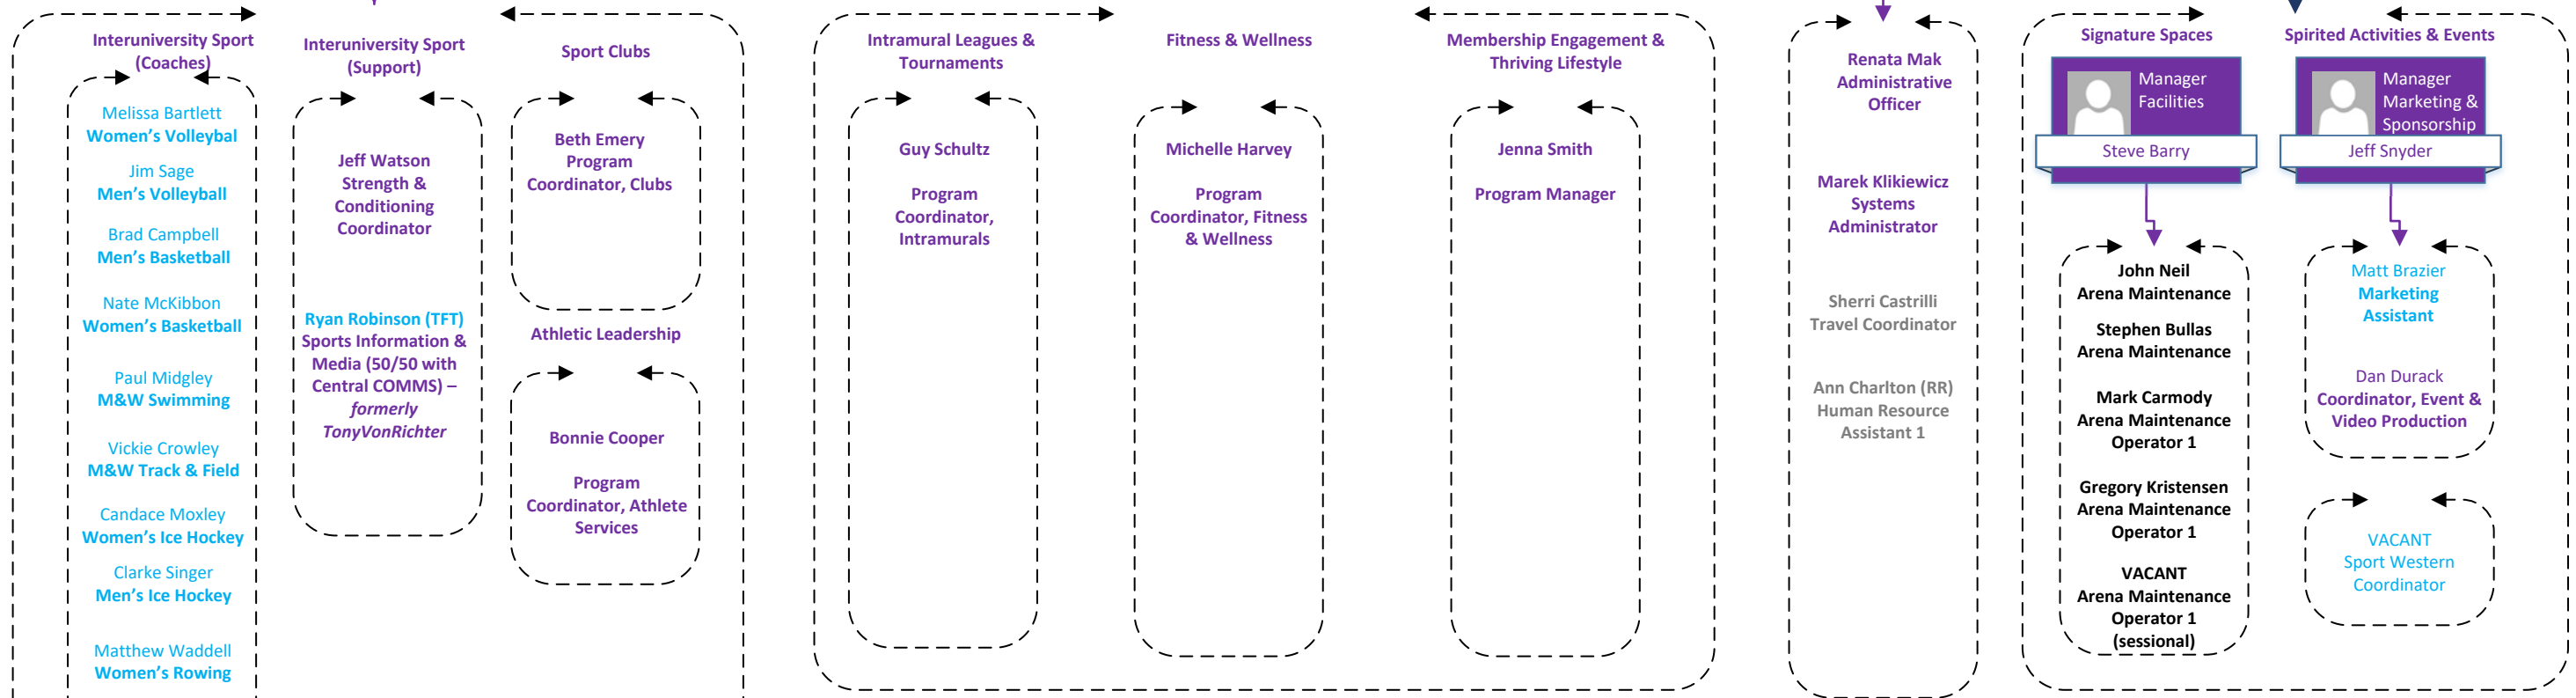 Interuniversity Sport
(Coaches)
Melissa Bartlett
Women's Volleybal
Jim Sage
Men's Volleyball
Brad Campbell
Men's Basketball
Nate McKibbon
Women's Basketball
Paul Midgley
M&W Swimming
Vickie Crowley
M&W Track & Field
Candace Moxley
Women's Ice Hockey
Clarke Singer
Men's Ice Hockey
Matthew Waddell
Women's Rowing
Interuniversity Sport
(Support)
Jeff Watson
Strength &
Conditioning
Coordinator
Ryan Robinson (TFT)
Sports Information &
Media (50/50 with
Central COMMS) –
formerly
TonyVonRichter
Sport Clubs
Beth Emery
Program
Coordinator, Clubs
Athletic Leadership
Bonnie Cooper
Program
Coordinator, Athlete
Services
Intramural Leagues &
Tournaments
Guy Schultz
Program
Coordinator,
Intramurals
Fitness & Wellness
Michelle Harvey
Program
Coordinator, Fitness
& Wellness
Membership Engagement &
Thriving Lifestyle
Jenna Smith
Program Manager
Renata Mak
Administrative
Officer
Marek Klikiewicz
Systems
Administrator
Sherri Castrilli
Travel Coordinator
Ann Charlton (RR)
Human Resource
Assistant 1
Signature Spaces
Manager
Facilities
Steve Barry
John Neil
Arena Maintenance
Stephen Bullas
Arena Maintenance
Mark Carmody
Arena Maintenance
Operator 1
Gregory Kristensen
Arena Maintenance
Operator 1
VACANT
Arena Maintenance
Operator 1
(sessional)
Spirited Activities & Events
Manager
Marketing &
Sponsorship
Jeff Snyder
Matt Brazier
Marketing
Assistant
Dan Durack
Coordinator, Event &
Video Production
VACANT
Sport Western
Coordinator